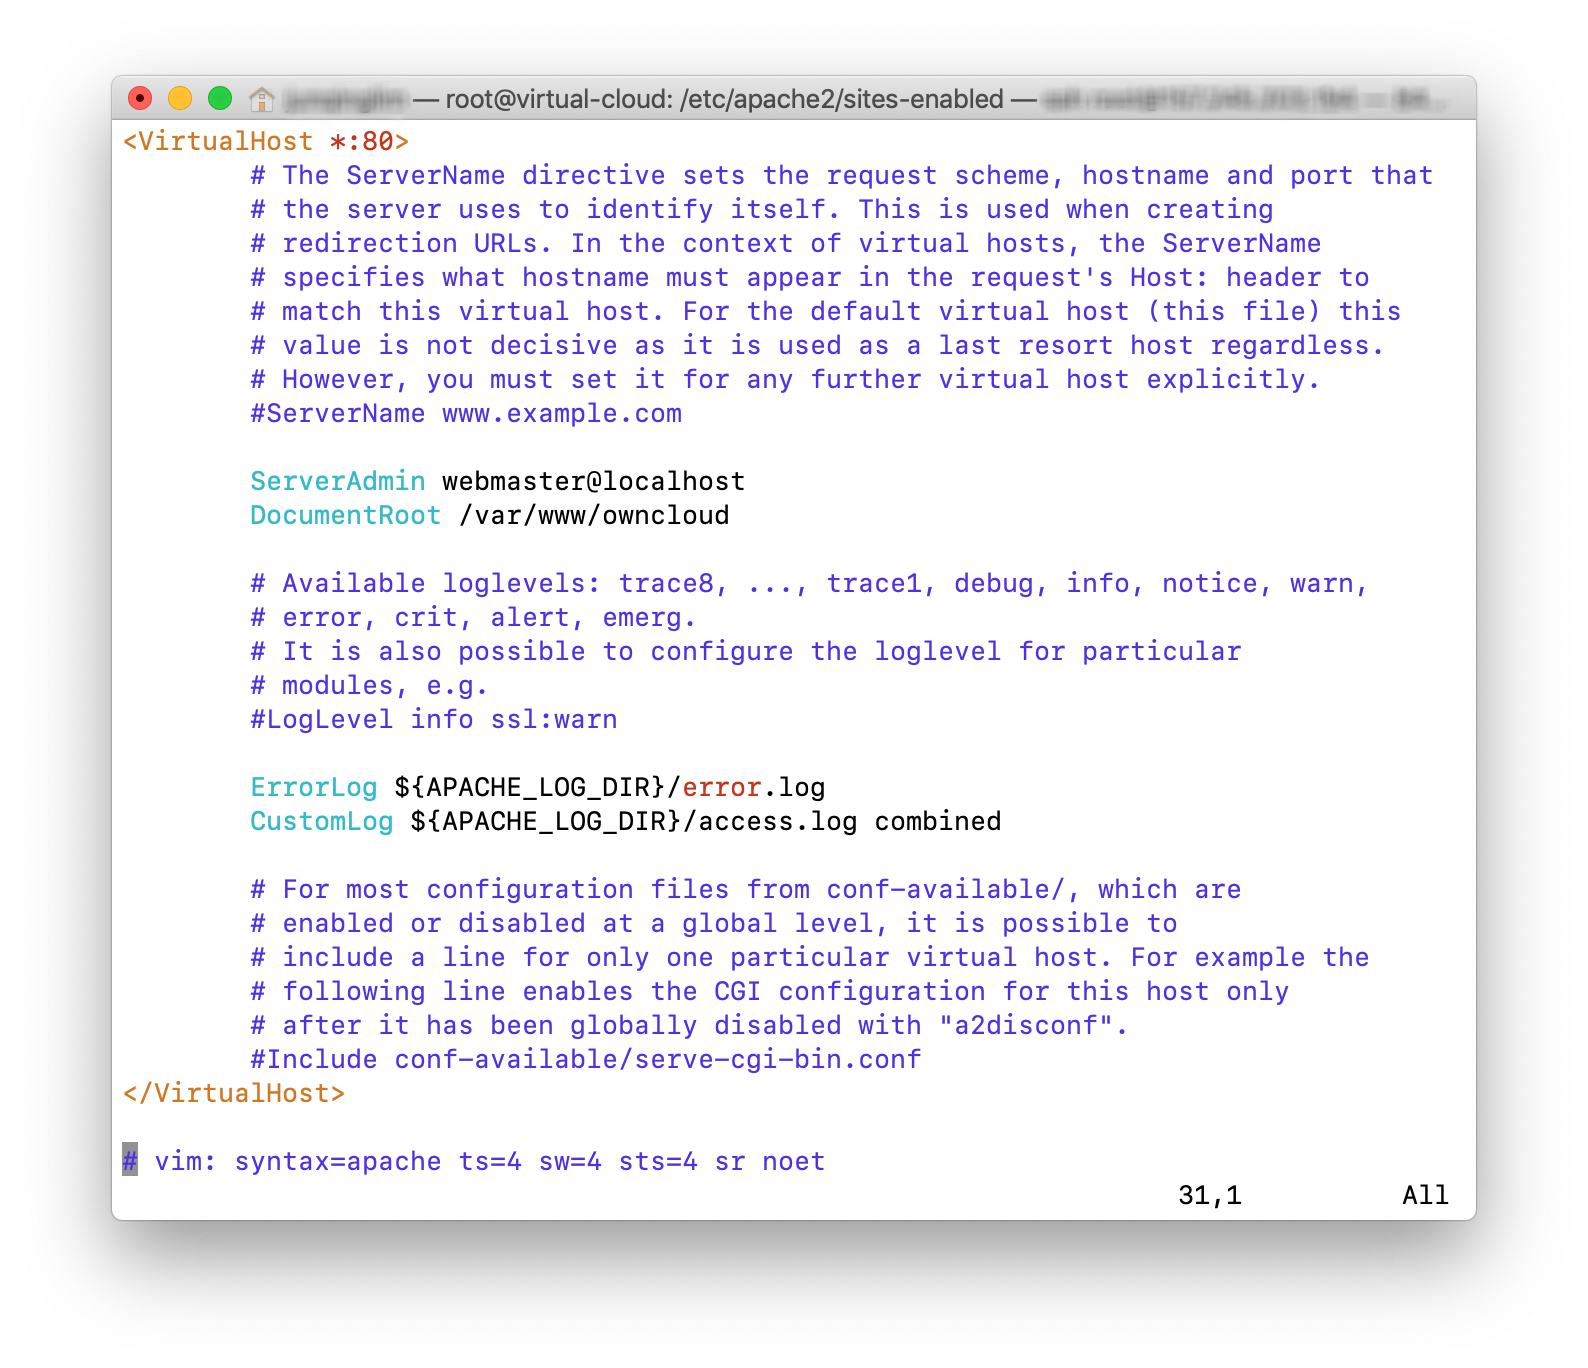 — root@virtual-cloud: /etc/apache2/sites-enabled —
<VirtualHost *:80>
# The ServerName directive sets the request scheme, hostname and port that
# the server uses to identify itself. This is used when creating
# redirection URLs. In the context of virtual hosts, the ServerName
# specifies what hostname must appear in the request's Host: header to
# match this virtual host. For the default virtual host (this file) this
# value is not decisive as it is used as a last resort host regardless.
# However, you must set it for any further virtual host explicitly.
#ServerName www.example.com
ServerAdmin webmaster@localhost
DocumentRoot /var/www/owncloud
# Available loglevels: trace8, ..., trace1, debug, info, notice, warn,
# error, crit, alert, emerg.
# It is also possible to configure the loglevel for particular
# modules, e.g.
#LogLevel info ssl:warn
ErrorLog ${APACHE_LOG_DIR}/error.log
CustomLog ${APACHE_LOG_DIR}/access.log combined
# For most configuration files from conf-available/, which are
# enabled or disabled at a global level, it is possible to
# include a line for only one particular virtual host. For example the
# following line enables the CGI configuration for this host only
# after it has been globally disabled with "a2disconf".
#Include conf-available/serve-cgi-bin.conf
</VirtualHost>
# vim: syntax=apache ts=4 sw=4 sts=4 sr noet
31,1 All